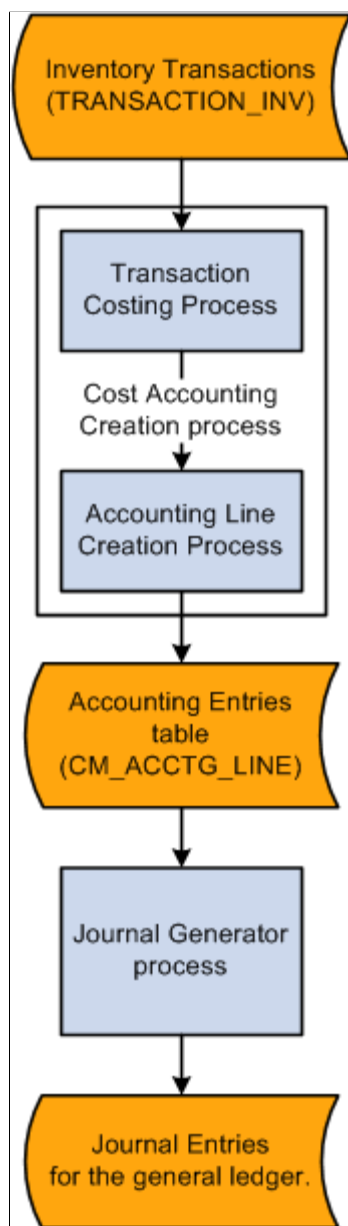 Inventory Transactions
(TRANSACTION_INV)
Transaction
Costing Process
Cost Accounting
Creation process
Accounting Line
Creation Process
Accounting Entries
table
(CM_ACCTG_LINE)
Journal Generator
process
Journal Entries
for the general ledger.